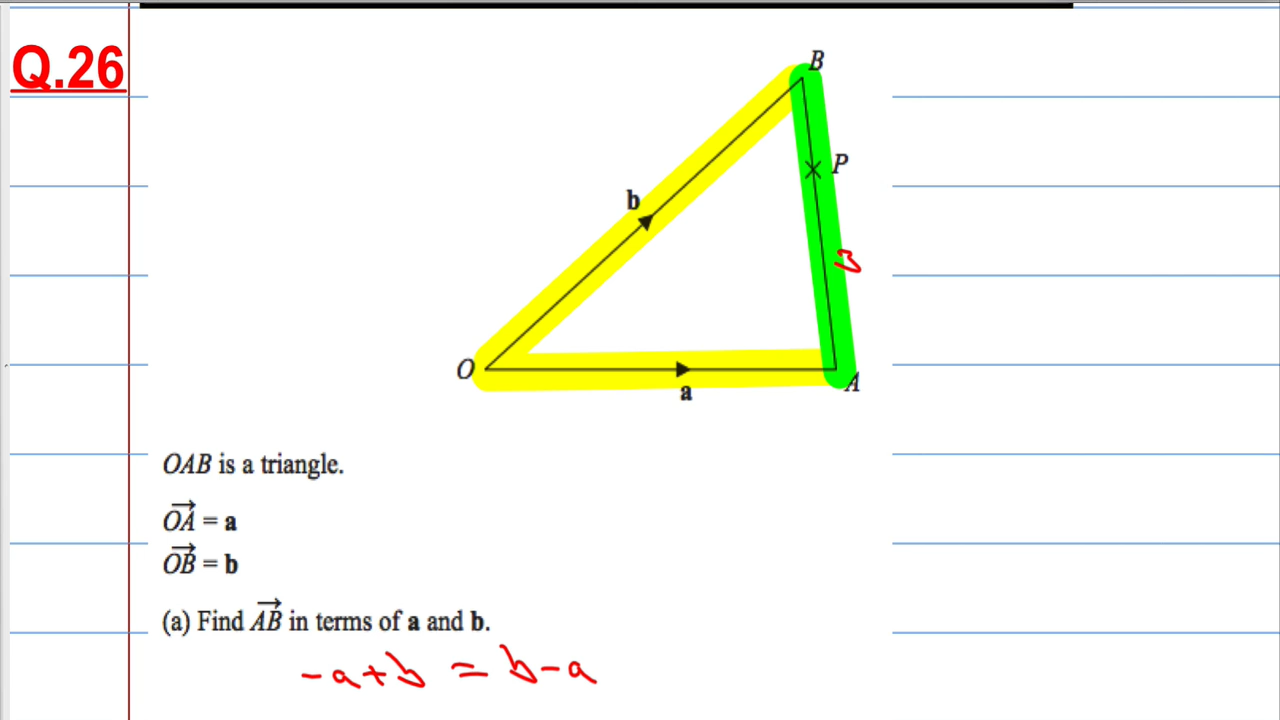 Q.26
B
P
b
O
a
A
OAB is a triangle.
OA = a
OB = b
(a) Find AB in terms of a and b.
-a+b = b-a